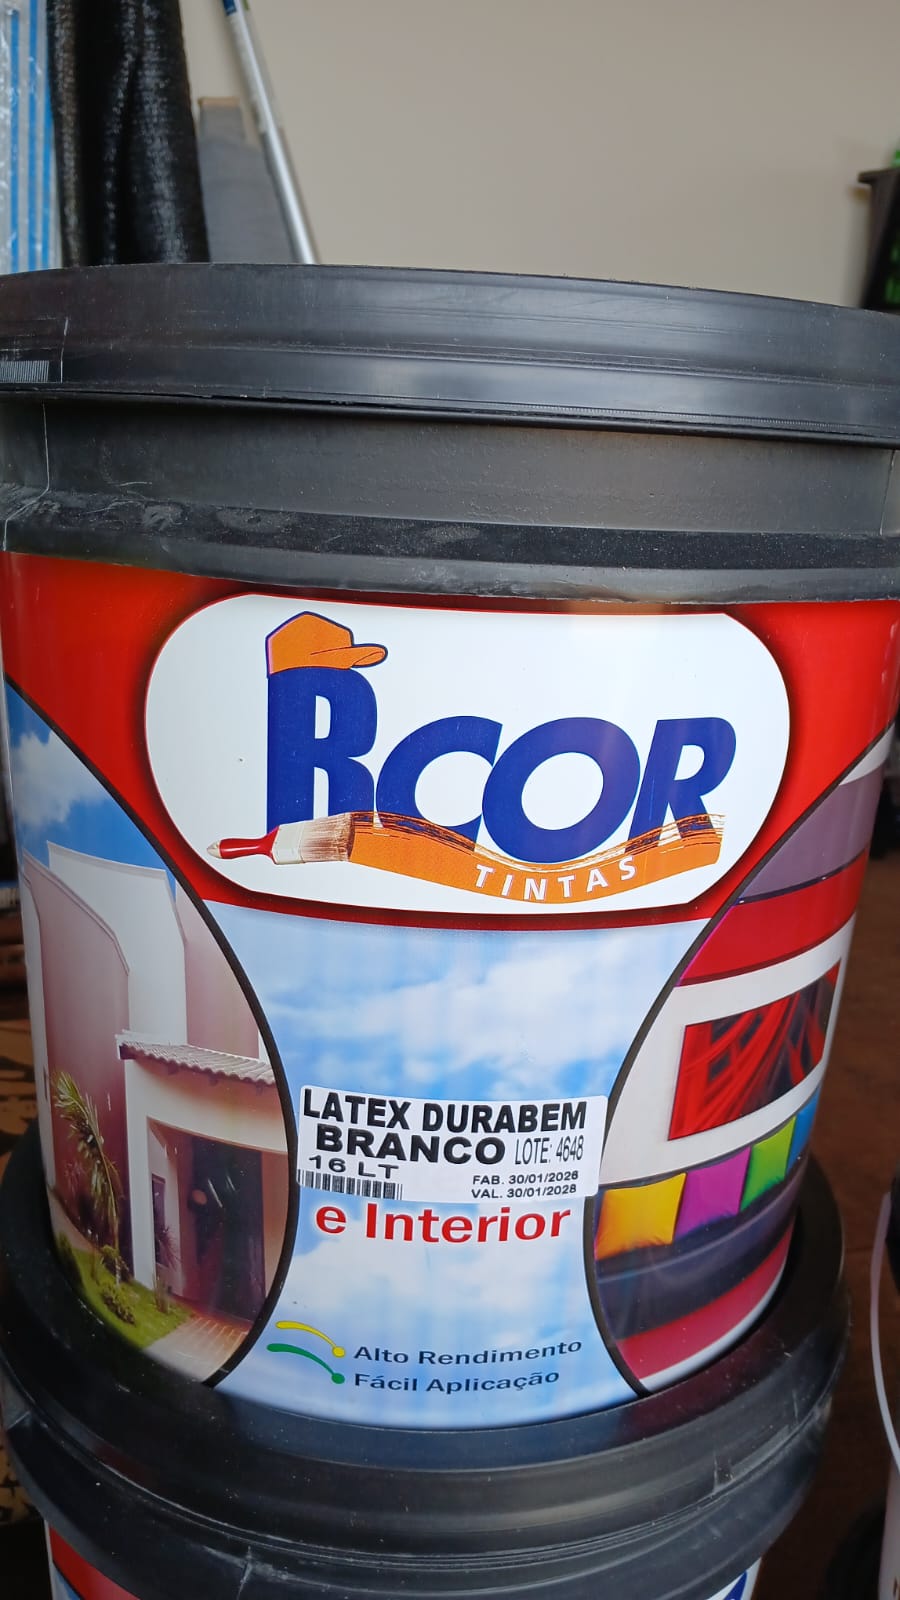 BCOR
TINTAS
LATEX DURABEM
BRANCO LOTE: 4648
16 LT
FAB. 30/01/2026
VAL. 30/01/2028
e Interior
Alto Rendimento
Fácil Aplicação